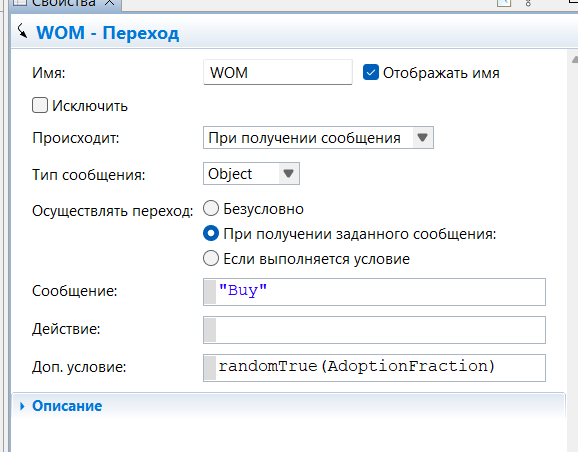 Свойства
WOM - Переход
Имя: WOM Отображать имя
Исключить
Происходит: При получении сообщения
Тип сообщения: Object
Осуществлять переход: Безусловно
При получении заданного сообщения:
Если выполняется условие
Сообщение: "Buy"
Действие:
Доп. условие: randomTrue(AdoptionFraction)
Описание